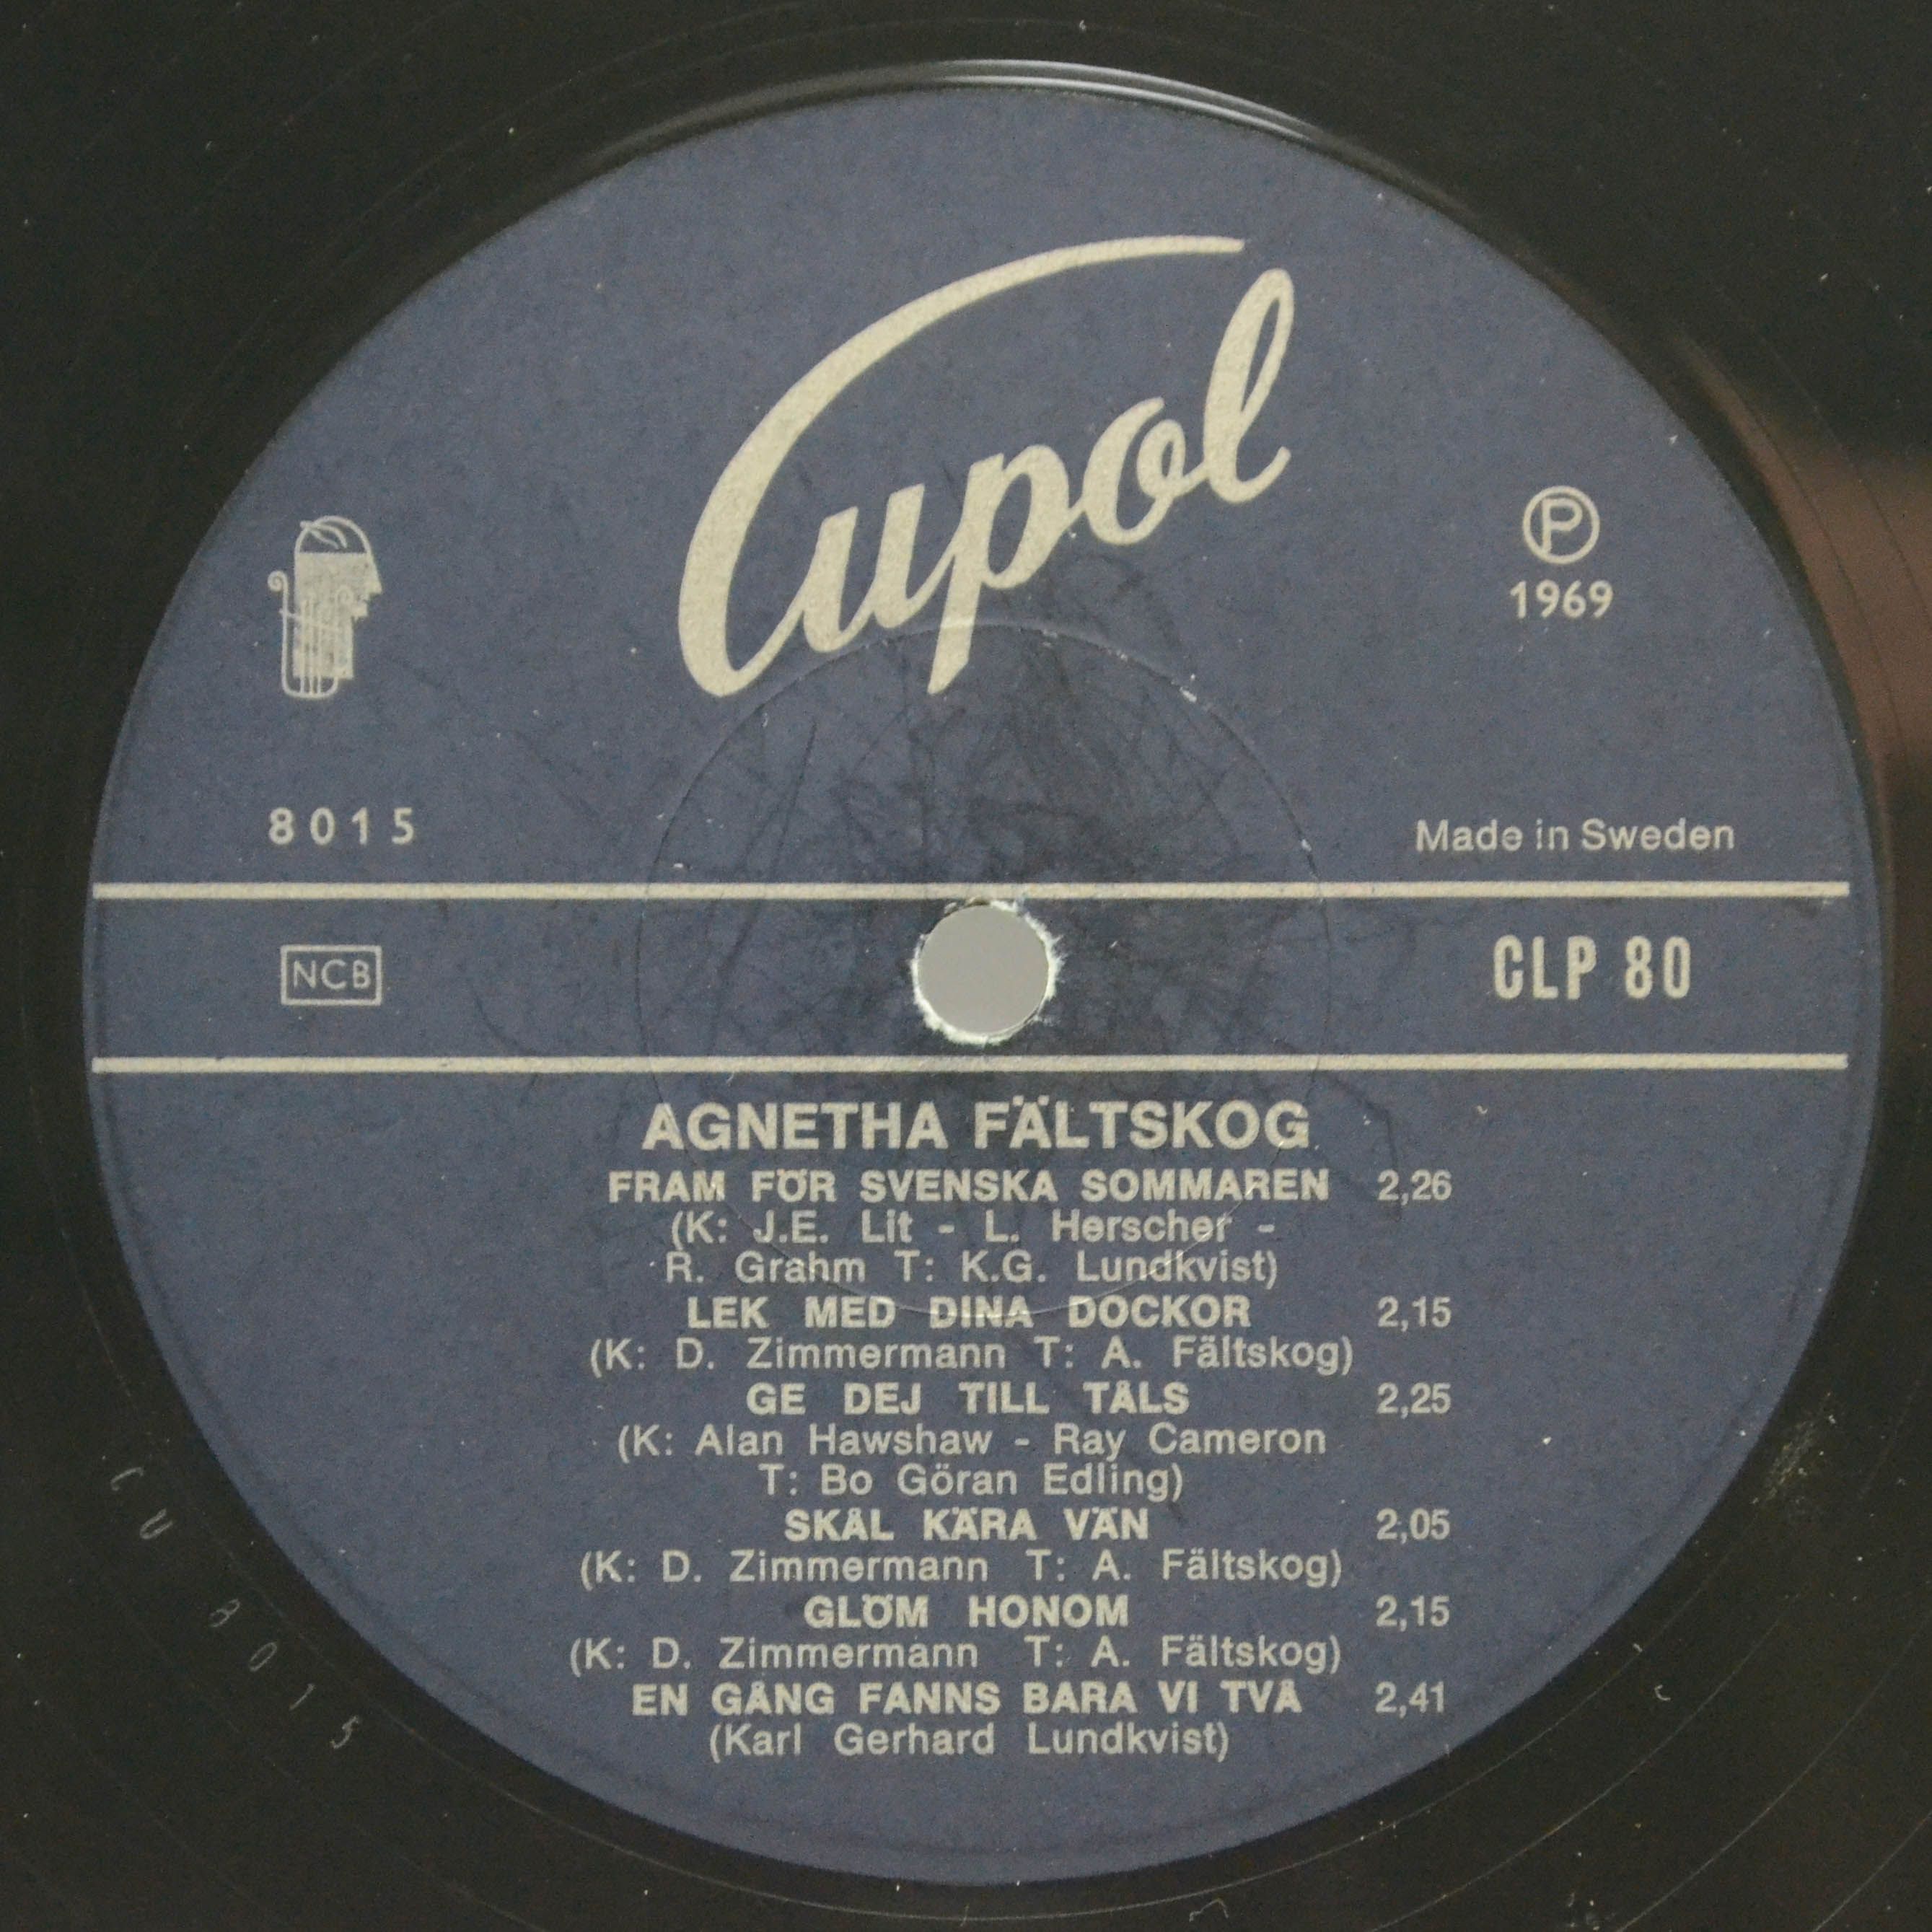 Cupol
P
1969
8015
Made in Sweden
NCB
CLP 80
AGNETHA FÄLTSKOG
FRAM FÖR SVENSKA SOMMAREN 2,26
(K: J.E. Lit - L. Herscher -
R. Grahm T: K.G. Lundkvist)
LEK MED DINA DOCKOR 2,15
(K: D. Zimmermann T: A. Fältskog)
GE DEJ TILL TÅLS 2,25
(K: Alan Hawshaw - Ray Cameron
T: Bo Göran Edling)
SKÅL KÄRA VÄN 2,05
(K: D. Zimmermann T: A. Fältskog)
GLÖM HONOM 2,15
(K: D. Zimmermann T: A. Fältskog)
EN GÅNG FANNS BARA VI TVÅ 2,41
(Karl Gerhard Lundkvist)
CU 8015